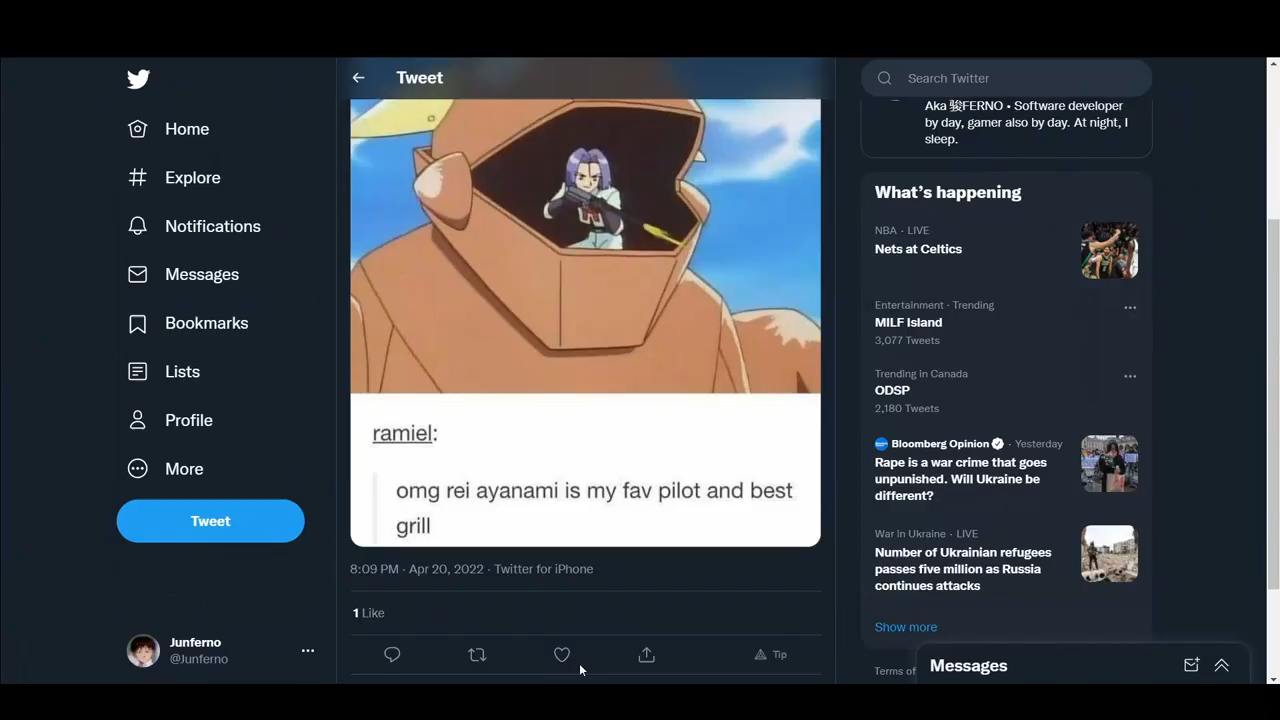 Home
Explore
Notifications
Messages
Bookmarks
Lists
Profile
More
Tweet
Junferno
@Junferno
Tweet
ramiel:
omg rei ayanami is my fav pilot and best
grill
8:09 PM · Apr 20, 2022 · Twitter for iPhone
1 Like
Tip
Search Twitter
Aka 骏FERNO • Software developer
by day, gamer also by day. At night, I
sleep.
What's happening
NBA · LIVE
Nets at Celtics
Entertainment · Trending
MILF Island
3,077 Tweets
Trending in Canada
ODSP
2,180 Tweets
Bloomberg Opinion · Yesterday
Rape is a war crime that goes
unpunished. Will Ukraine be
different?
War in Ukraine · LIVE
Number of Ukrainian refugees
passes five million as Russia
continues attacks
Show more
Terms of
Messages